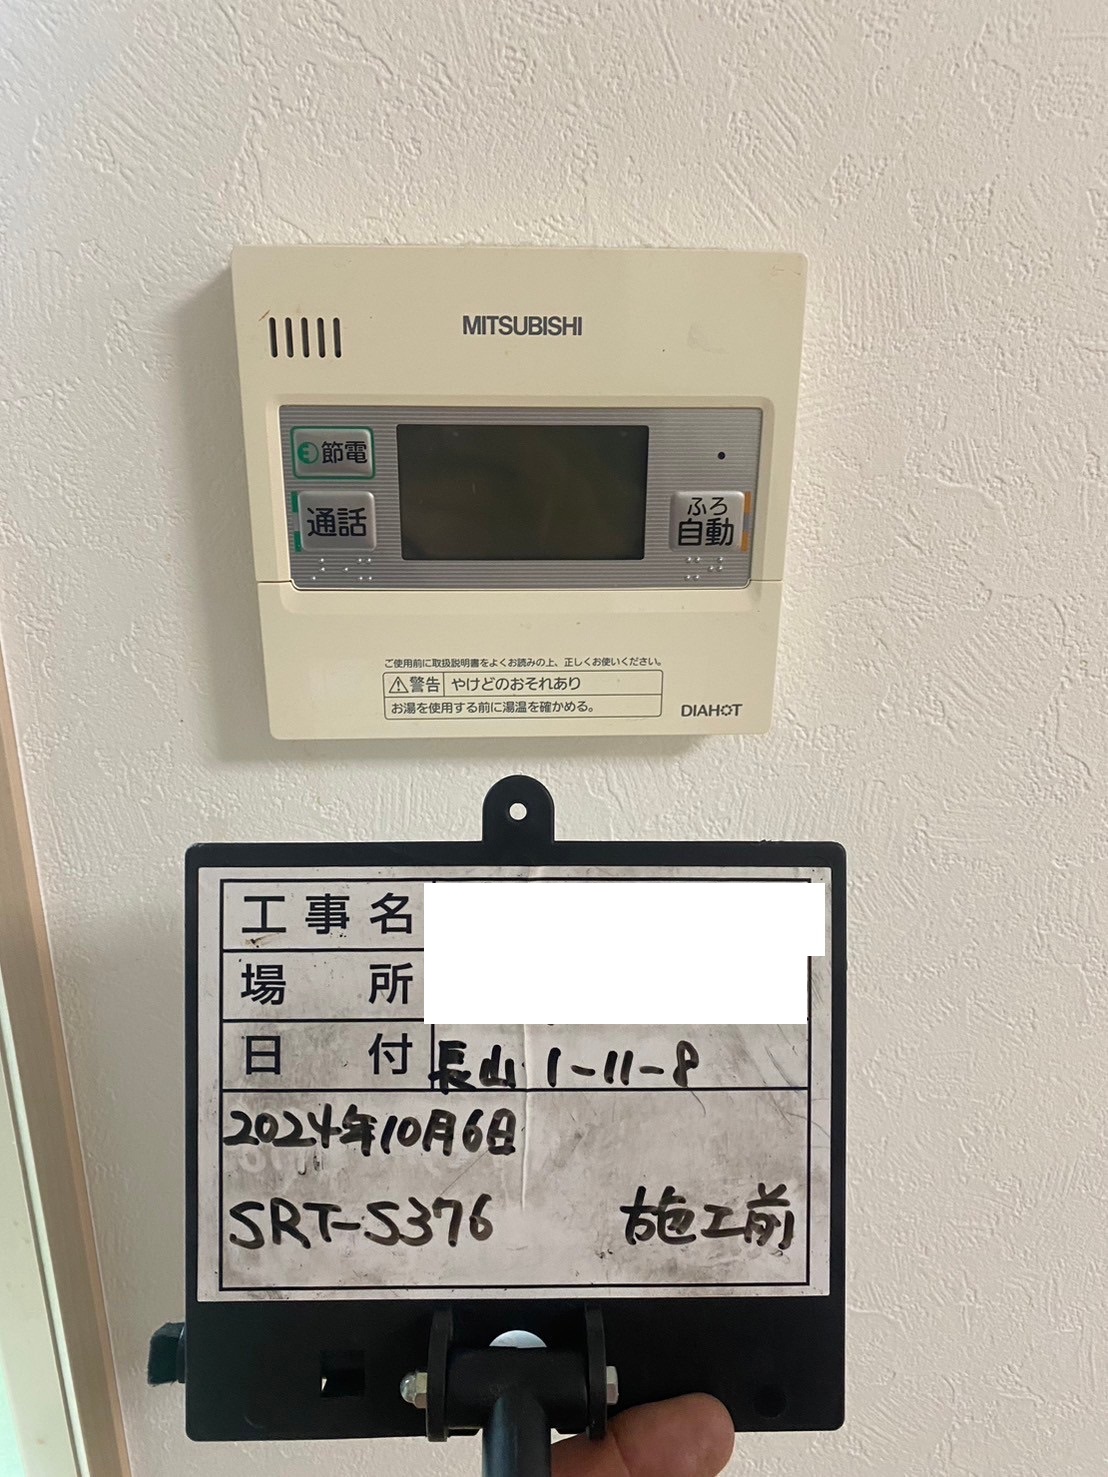 MITSUBISHI
節電
通話
ふろ
自動
ご使用前に取扱説明書をよくお読みの上、正しくお使いください。
警告 やけどのおそれあり
お湯を使用する前に湯温を確かめる。
DIAHOT
工事名
場所
日付 長山 1-11-8
2024年10月6日
SRT-S376 施工前